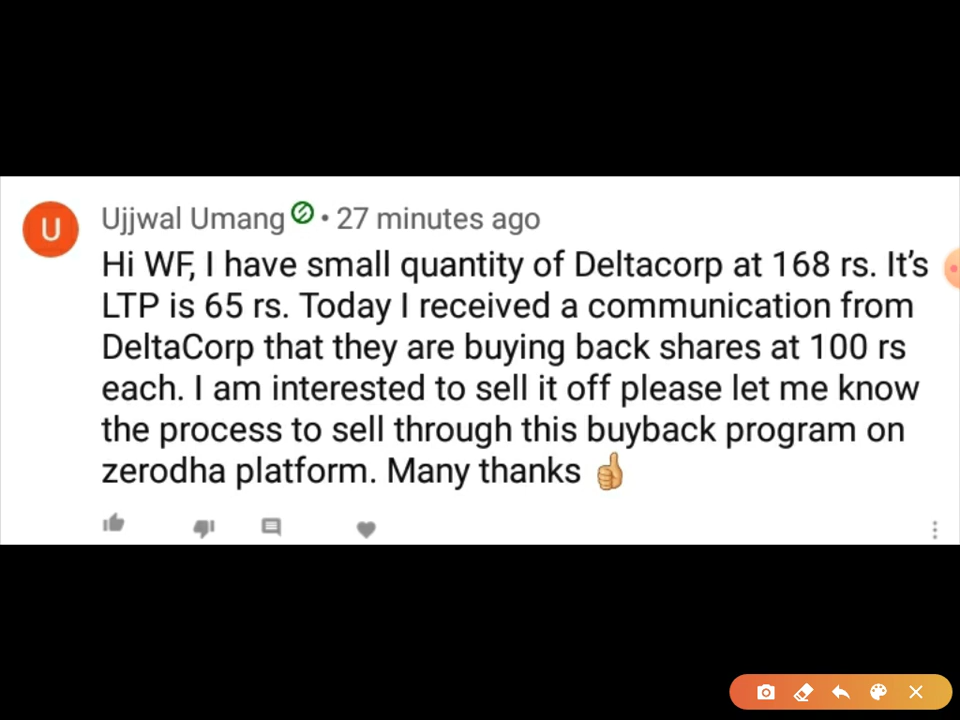 U
Ujjwal Umang • 27 minutes ago
Hi WF, I have small quantity of Deltacorp at 168 rs. It's
LTP is 65 rs. Today I received a communication from
DeltaCorp that they are buying back shares at 100 rs
each. I am interested to sell it off please let me know
the process to sell through this buyback program on
zerodha platform. Many thanks 👍